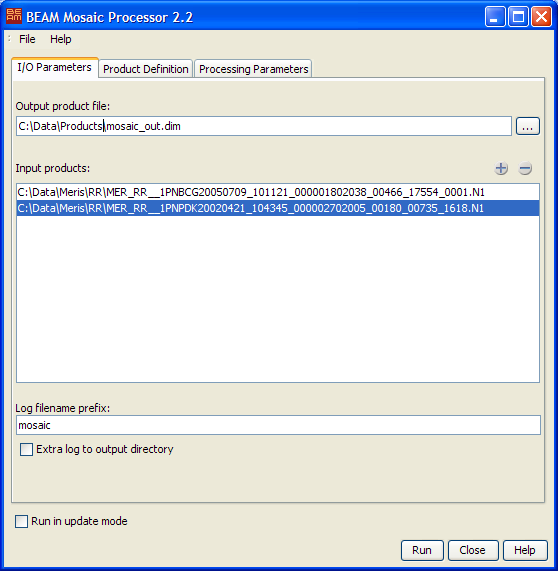 BEAM Mosaic Processor 2.2
File Help
I/O Parameters Product Definition Processing Parameters
Output product file:
C:\Data\Products\mosaic_out.dim ...
Input products:
C:\Data\Meris\RR\MER_RR__1PNBCG20050709_101121_000001802038_00466_17554_0001.N1
C:\Data\Meris\RR\MER_RR__1PNPDK20020421_104345_000002702005_00180_00735_1618.N1
Log filename prefix:
mosaic
Extra log to output directory
Run in update mode
Run Close Help